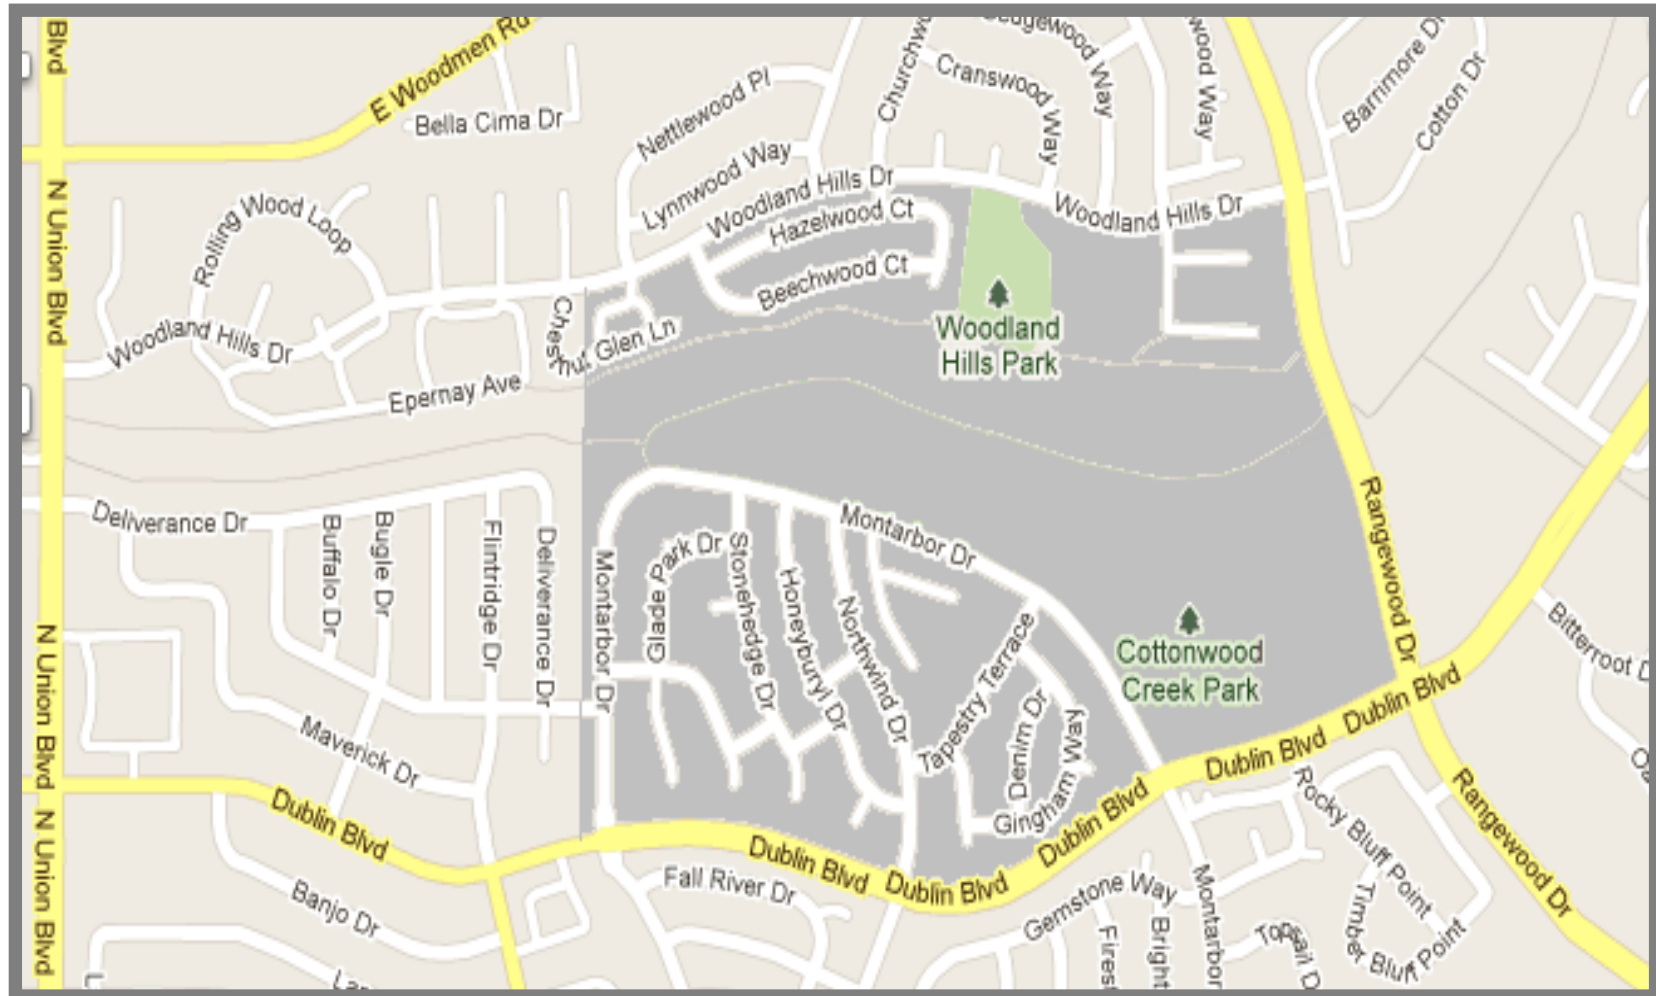 Blvd
E Woodmen Rd
Bella Cima Dr
Nettlewood Pl
Lynnwood Way
Woodland Hills Dr
Cranswood Way
Woodland Hills Dr
Barrimore Dr
Cotton Dr
N Union Blvd
Rolling Wood Loop
Hazelwood Ct
Beechwood Ct
Woodland Hills Dr
Glen Ln
Epernay Ave
Woodland
Hills Park
Deliverance Dr
Buffalo Dr
Bugle Dr
Flintridge Dr
Deliverance Dr
Montarbor Dr
Park Dr
Stonehedge Dr
Honeyburyl Dr
Northwind Dr
Montarbor Dr
Tapestry Terrace
Denim Dr
Gingham Way
Cottonwood
Creek Park
Rangewood Dr
N Union Blvd
Maverick Dr
Dublin Blvd
Dublin Blvd
Dublin Blvd
Dublin Blvd
Dublin Blvd
Dublin Blvd
N Union Blvd
Banjo Dr
Fall River Dr
Gemstone Way
Bright
Montarbor
Rocky Bluff Point
Timber Bluff Point
Rangewood Dr